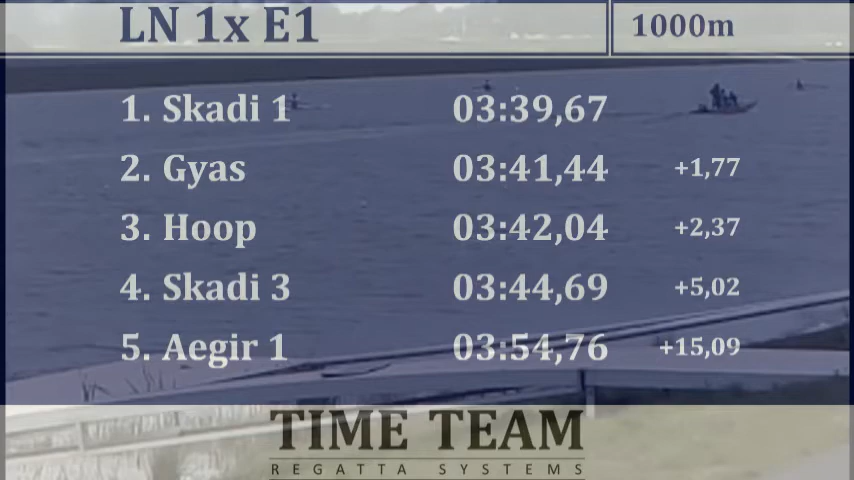 LN 1x E1 1000m
1. Skadi 1 03:39,67
2. Gyas 03:41,44 +1,77
3. Hoop 03:42,04 +2,37
4. Skadi 3 03:44,69 +5,02
5. Aegir 1 03:54,76 +15,09
TIME TEAM
REGATTA SYSTEMS